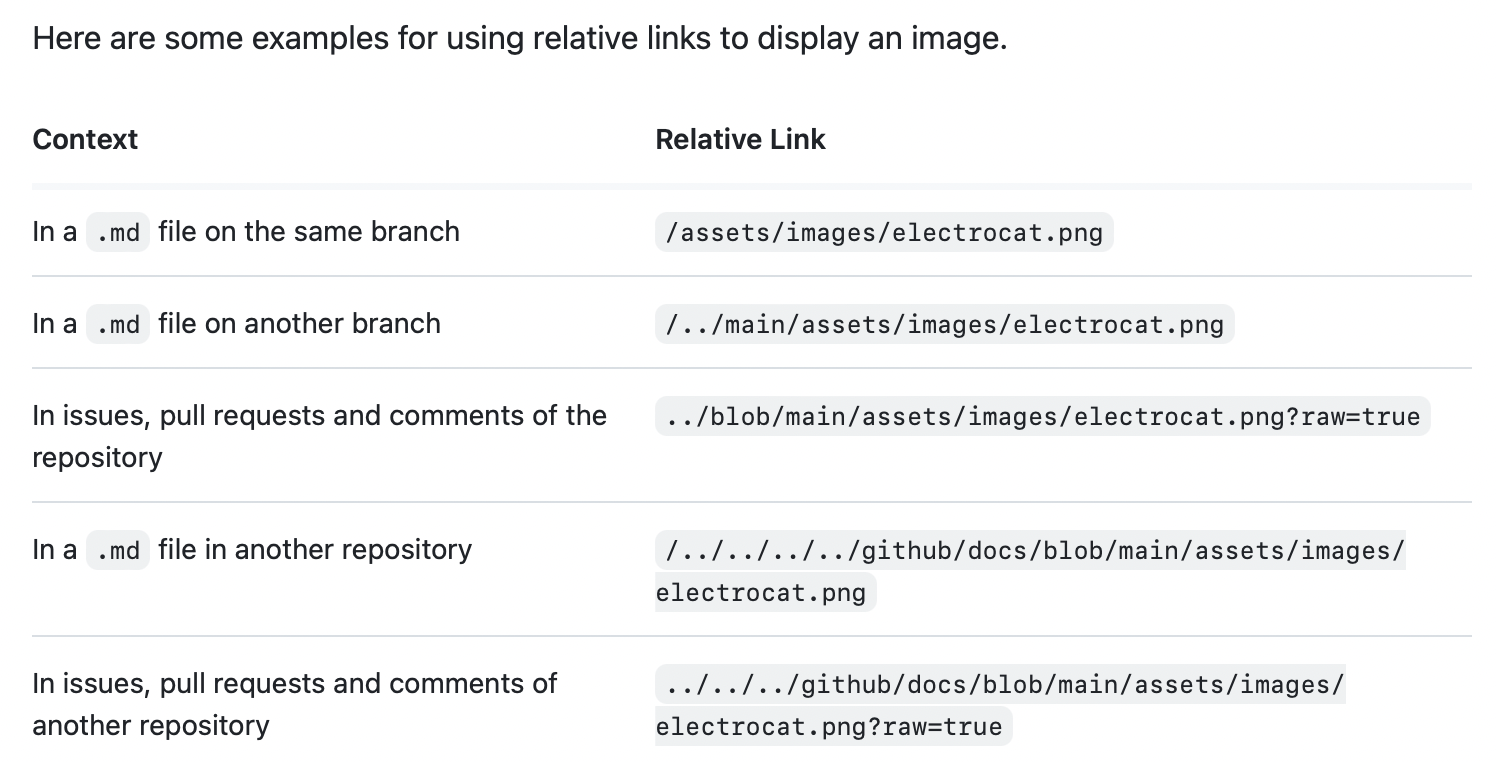 Here are some examples for using relative links to display an image.
Context Relative Link
In a .md file on the same branch /assets/images/electrocat.png
In a .md file on another branch /../main/assets/images/electrocat.png
In issues, pull requests and comments of the ../blob/main/assets/images/electrocat.png?raw=true
repository
In a .md file in another repository /../../../../github/docs/blob/main/assets/images/
electrocat.png
In issues, pull requests and comments of ../../../github/docs/blob/main/assets/images/
another repository electrocat.png?raw=true